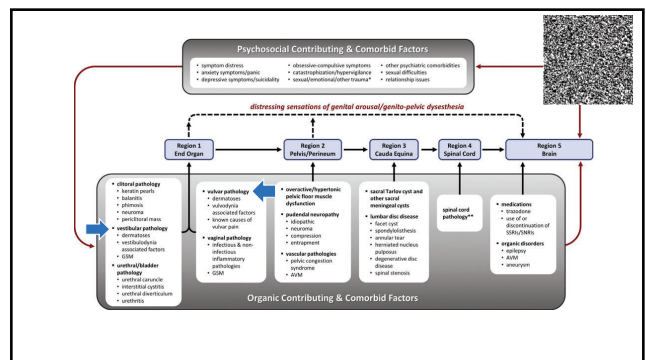 Psychosocial Contributing & Comorbid Factors
• symptom distress
• anxiety symptoms/panic
• depressive symptoms/suicidality
• obsessive-compulsive symptoms
• catastrophization/hypervigilance
• sexual/emotional/other trauma*
• other psychiatric comorbidities
• sexual difficulties
• relationship issues
distressing sensations of genital arousal/genito-pelvic dysesthesia
Region 1
End Organ
Region 2
Pelvis/Perineum
Region 3
Cauda Equina
Region 4
Spinal Cord
Region 5
Brain
• clitoral pathology
• keratin pearls
• balanitis
• phimosis
• neuroma
• periclitoral mass
• vestibular pathology
• dermatoses
• vestibulodynia
associated factors
• GSM
• urethral/bladder
pathology
• urethral caruncle
• interstitial cystitis
• urethral diverticulum
• urethritis
• vulvar pathology
• dermatoses
• vulvodynia
associated factors
• known causes of
vulvar pain
• vaginal pathology
• infectious & non-
infectious
inflammatory
pathologies
• GSM
• overactive/hypertonic
pelvic floor muscle
dysfunction
• pudendal neuropathy
• idiopathic
• neuroma
• compression
• entrapment
• vascular pathologies
• pelvic congestion
syndrome
• AVM
• sacral Tarlov cyst and other
sacral meningeal cysts
• lumbar disc disease
• facet cyst
• spondylolisthesis
• annular tear
• herniated nucleus
pulposus
• degenerative disc
disease
• spinal stenosis
spinal cord
pathology**
• medications
• trazodone
• use of or
discontinuation of
SSRIs/SNRIs
• organic disorders
• epilepsy
• AVM
• aneurysm
Organic Contributing & Comorbid Factors